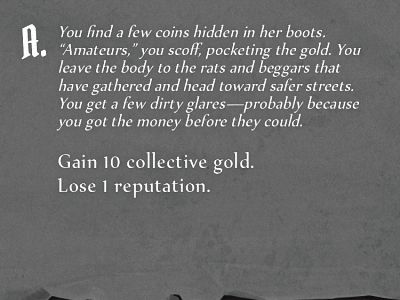 A. You find a few coins hidden in her boots.
“Amateurs,” you scoff, pocketing the gold. You
leave the body to the rats and beggars that
have gathered and head toward safer streets.
You get a few dirty glares—probably because
you got the money before they could.
Gain 10 collective gold.
Lose 1 reputation.